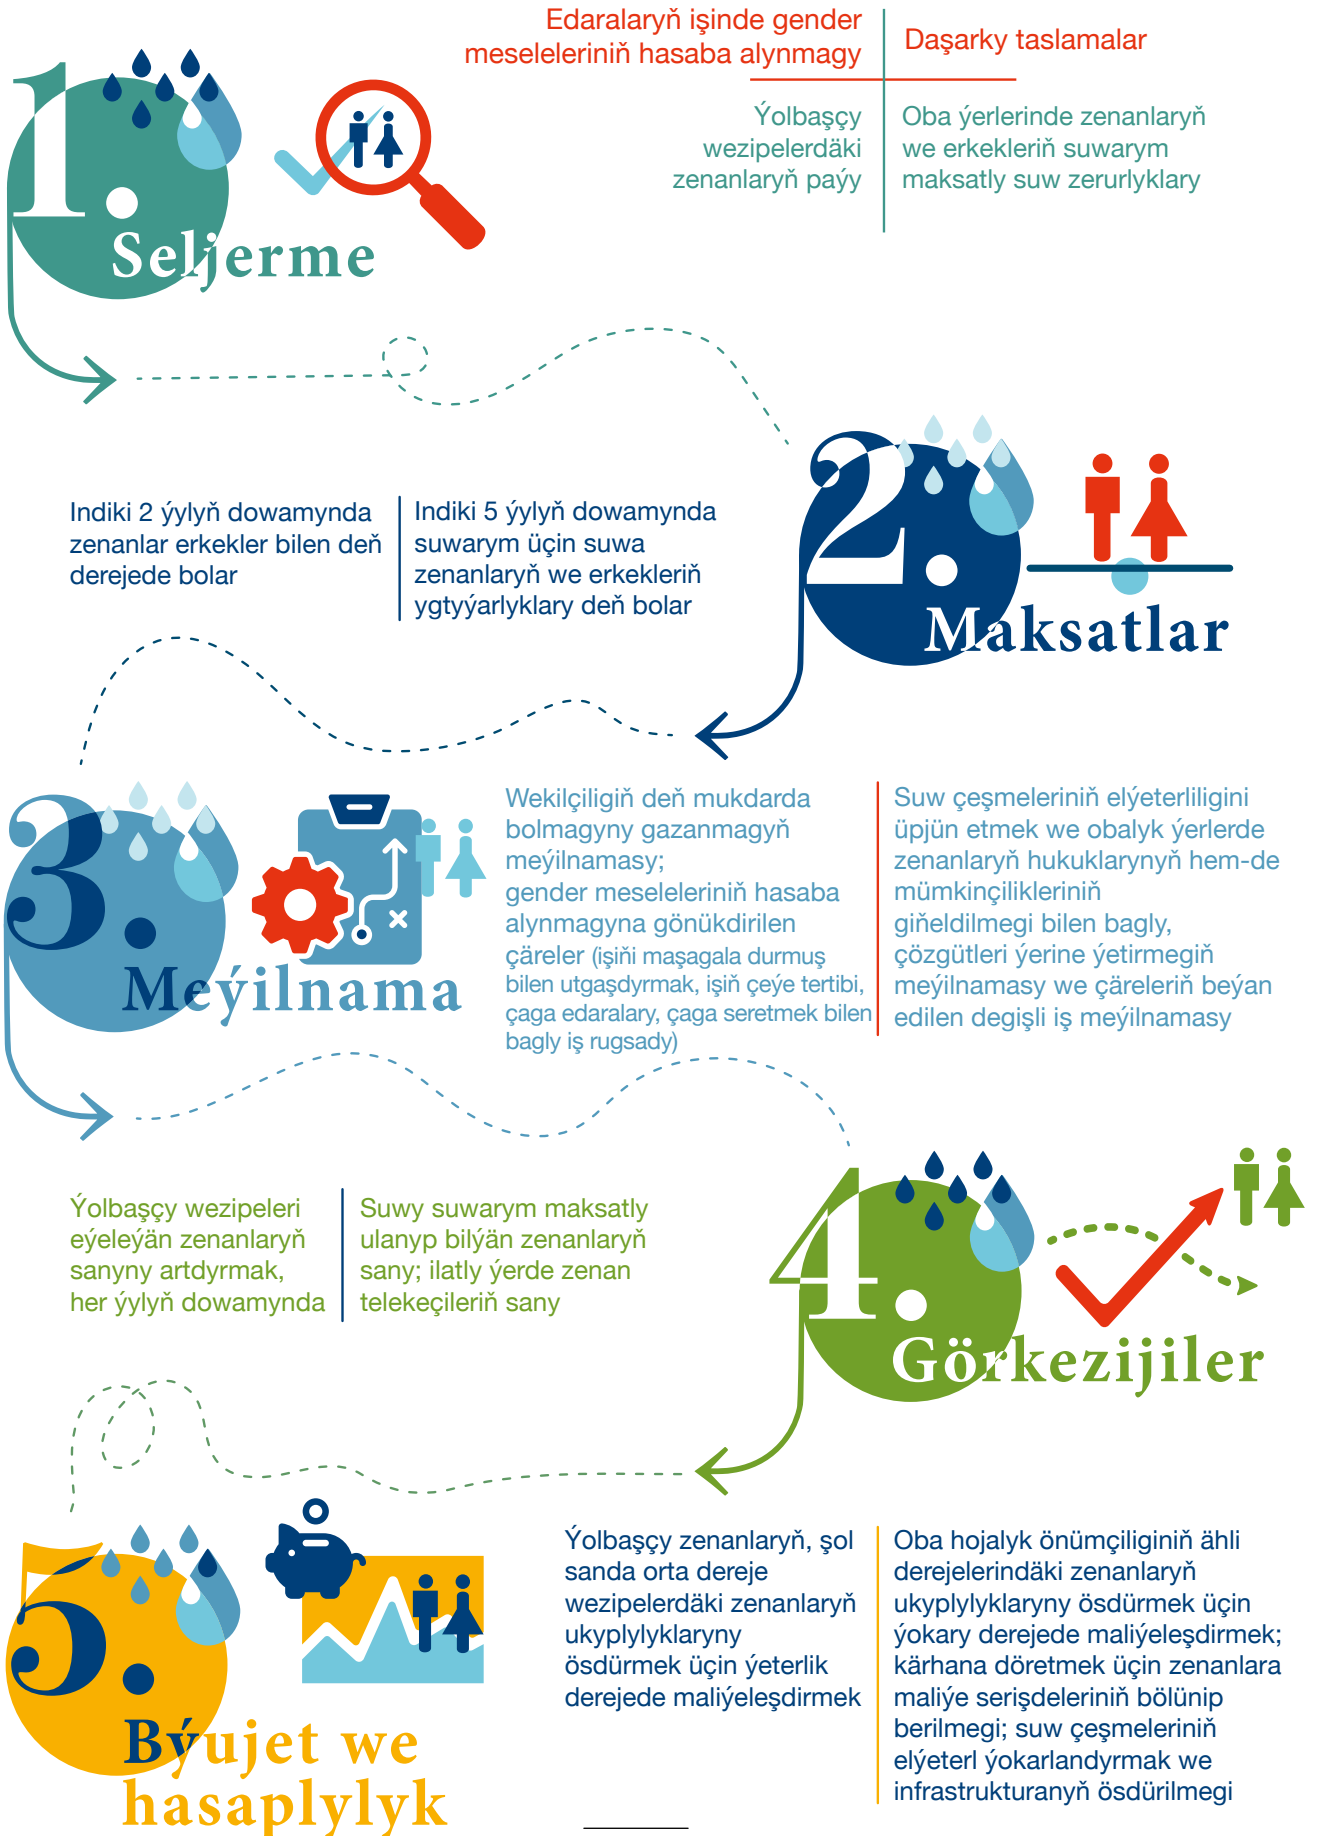 Edaralaryň işinde gender
meseleleriniň hasaba alynmagy
Daşarky taslamalar
Ýolbaşçy
wezipelerdäki
zenanlaryň paýy
Oba ýerlerinde zenanlaryň
we erkekleriň suwarym
maksatly suw zerurlyklary
1.
Seljerme
Indiki 2 ýylyň dowamynda
zenanlar erkekler bilen deň
derejede bolar
Indiki 5 ýylyň dowamynda
suwarym üçin suwa
zenanlaryň we erkekleriň
ygtyýarlyklary deň bolar
2.
Maksatlar
3.
Meýilnama
Wekilçiligiň deň mukdarda
bolmagyny gazanmagyň
meýilnamasy;
gender meseleleriniň hasaba
alynmagyna gönükdirilen
çäreler (işiňi maşagala durmuş
bilen utgaşdyrmak, işiň çeýe tertibi,
çaga edaralary, çaga seretmek bilen
bagly iş rugsady)
Suw çeşmeleriniň elýeterliligini
üpjün etmek we obalyk ýerlerde
zenanlaryň hukuklarynyň hem-de
mümkinçilikleriniň
giňeldilmegi bilen bagly,
çözgütleri ýerine ýetirmegiň
meýilnamasy we çäreleriň beýan
edilen degişli iş meýilnamasy
Ýolbaşçy wezipeleri
eýeleýän zenanlaryň
sanyny artdyrmak,
her ýylyň dowamynda
Suwy suwarym maksatly
ulanyp bilýän zenanlaryň
sany; ilatly ýerde zenan
telekeçileriň sany
4.
Görkezijiler
5.
Býujet we
hasaplylyk
Ýolbaşçy zenanlaryň, şol
sanda orta dereje
wezipelerdäki zenanlaryň
ukyplylyklaryny
ösdürmek üçin ýeterlik
derejede maliýeleşdirmek
Oba hojalyk önümçiliginiň ähli
derejelerindäki zenanlaryň
ukyplylyklaryny ösdürmek üçin
ýokary derejede maliýeleşdirmek;
kärhana döretmek üçin zenanlara
maliýe serişdeleriniň bölünip
berilmegi; suw çeşmeleriniň
elýeterl ýokarlandyrmak we
infrastrukturanyň ösdürilmegi